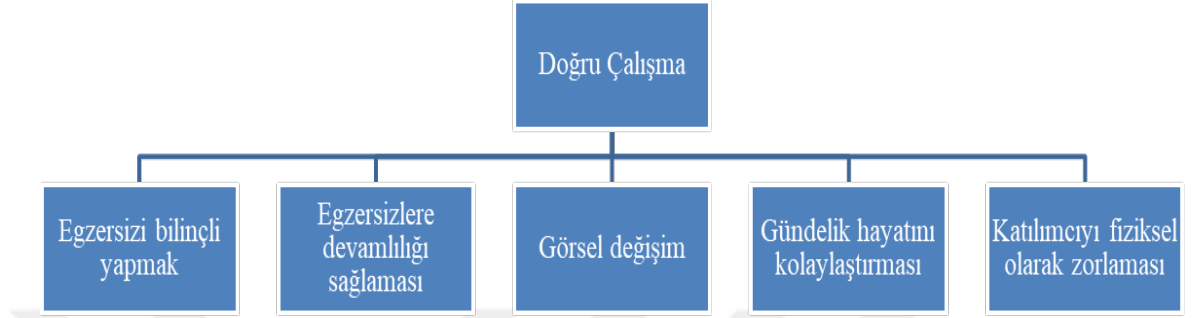 Doğru Çalışma
Egzersizi bilinçli
yapmak
Egzersizlere
devamlılığı
sağlaması
Görsel değişim
Gündelik hayatını
kolaylaştırması
Katılımcıyı fiziksel
olarak zorlaması